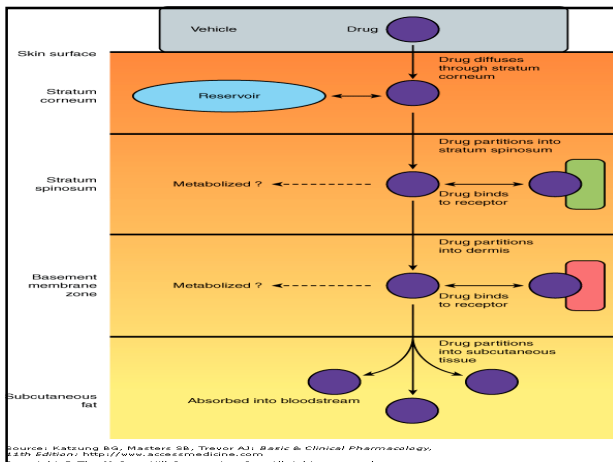 Vehicle
Drug
Skin surface
Drug diffuses
through stratum
corneum
Stratum
corneum
Reservoir
Drug partitions into
stratum spinosum
Stratum
spinosum
Metabolized ?
Drug binds
to receptor
Drug partitions
into dermis
Basement
membrane
zone
Metabolized ?
Drug binds
to receptor
Drug partitions
into subcutaneous
tissue
Subcutaneous
fat
Absorbed into bloodstream
Source: Katzung BG, Masters SB, Trevor AJ: Basic & Clinical Pharmacology,
11th Edition: http://www.accessmedicine.com